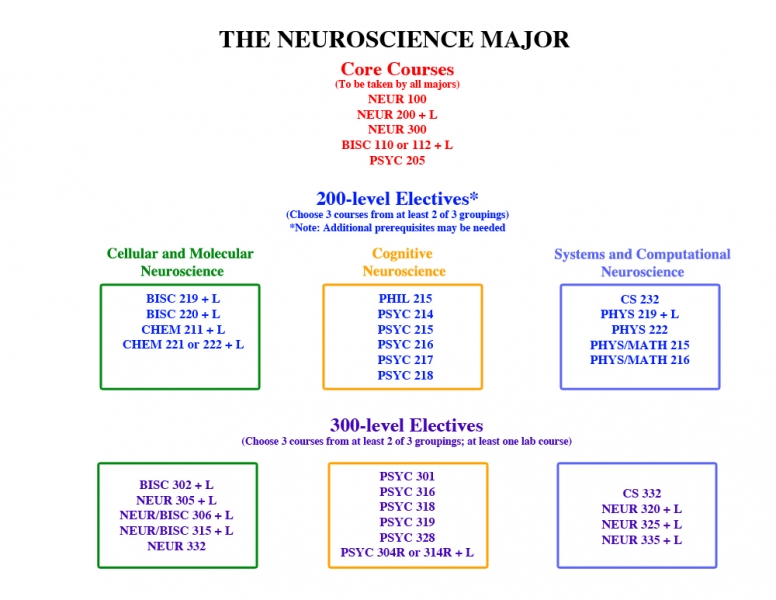 THE NEUROSCIENCE MAJOR
Core Courses
(To be taken by all majors)
NEUR 100
NEUR 200 + L
NEUR 300
BISC 110 or 112 + L
PSYC 205
200-level Electives*
(Choose 3 courses from at least 2 of 3 groupings)
*Note: Additional prerequisites may be needed
Cellular and Molecular
Neuroscience
BISC 219 + L
BISC 220 + L
CHEM 211 + L
CHEM 221 or 222 + L
Cognitive
Neuroscience
PHIL 215
PSYC 214
PSYC 215
PSYC 216
PSYC 217
PSYC 218
Systems and Computational
Neuroscience
CS 232
PHYS 219 + L
PHYS 222
PHYS/MATH 215
PHYS/MATH 216
300-level Electives
(Choose 3 courses from at least 2 of 3 groupings; at least one lab course)
BISC 302 + L
NEUR 305 + L
NEUR/BISC 306 + L
NEUR/BISC 315 + L
NEUR 332
PSYC 301
PSYC 316
PSYC 318
PSYC 319
PSYC 328
PSYC 304R or 314R + L
CS 332
NEUR 320 + L
NEUR 325 + L
NEUR 335 + L